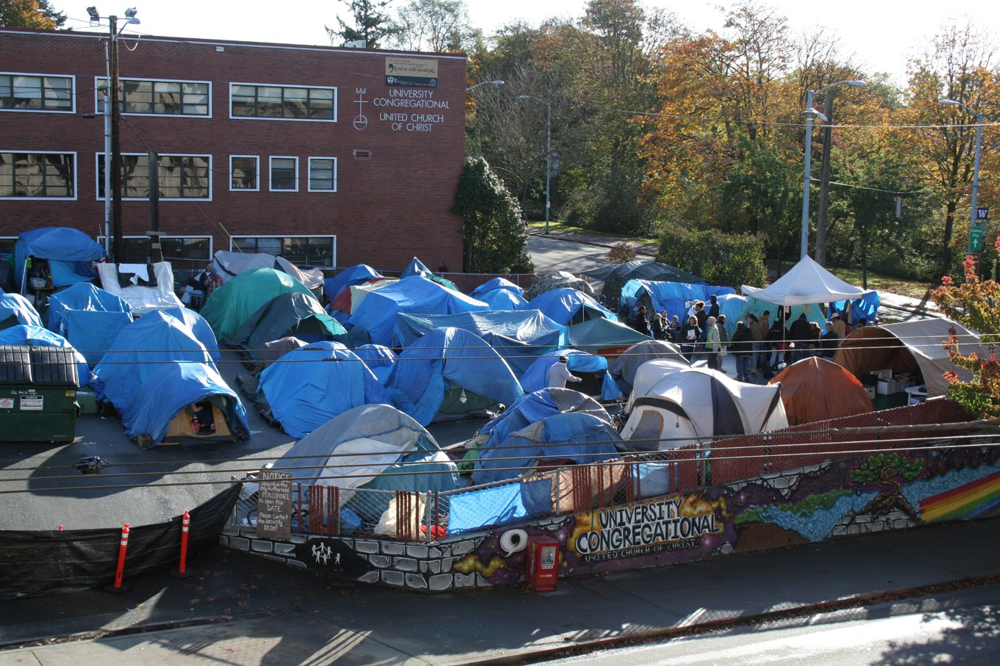 God is still speaking,
UNIVERSITY
CONGREGATIONAL
UNITED CHURCH
OF CHRIST
W
NOTICE
Security is the
only Authorized
PERSONNEL
To open this
GATE.
Please Contact
the Security
DESK!
UNIVERSITY
CONGREGATIONAL
UNITED CHURCH OF CHRIST